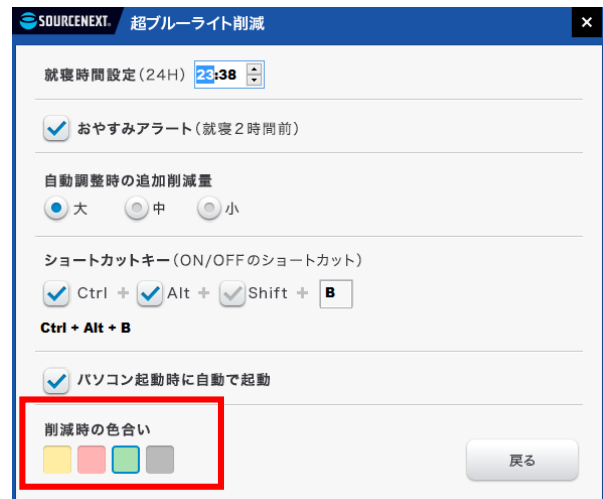 SOURCENEXT. 超ブルーライト削減
就寝時間設定(24H) 23:38
おやすみアラート(就寝2時間前)
自動調整時の追加削減量
大 中 小
ショートカットキー(ON/OFFのショートカット)
Ctrl + Alt + Shift + B
Ctrl + Alt + B
パソコン起動時に自動で起動
削減時の色合い
戻る